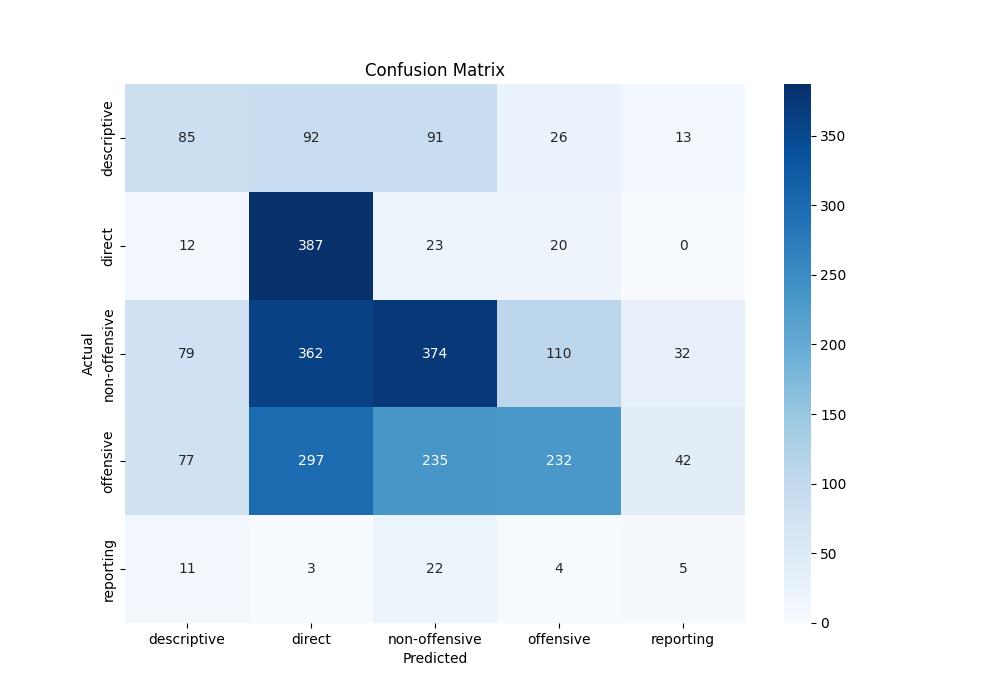 Confusion Matrix
Actual
descriptive 85 92 91 26 13
direct 12 387 23 20 0
non-offensive 79 362 374 110 32
offensive 77 297 235 232 42
reporting 11 3 22 4 5
descriptive direct non-offensive offensive reporting
Predicted
350
300
250
200
150
100
50
0